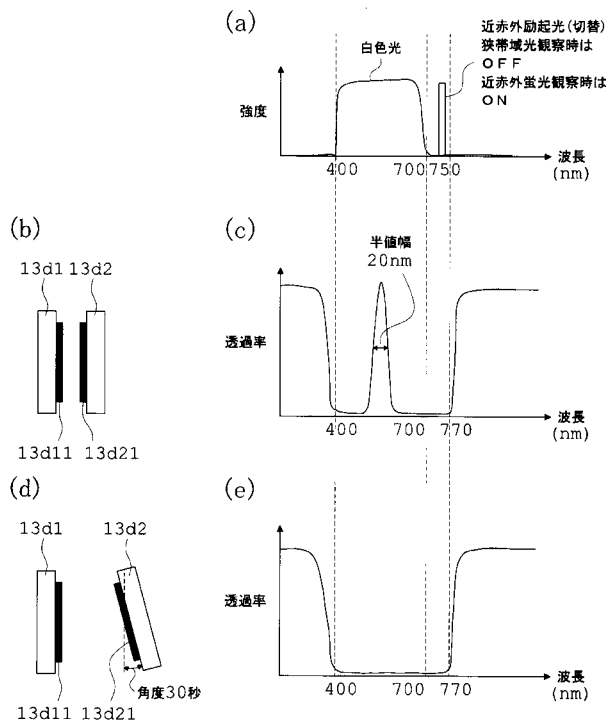 (a)
近赤外励起光(切替)
狭帯域光観察時は
OFF
近赤外蛍光観察時は
ON
白色光
強度
波長
(nm)
400
700
750
(b)
13d1
13d2
13d11
13d21
(c)
半値幅
20nm
透過率
波長
(nm)
400
700
770
(d)
13d1
13d2
13d11
13d21
角度30秒
(e)
透過率
波長
(nm)
400
700
770